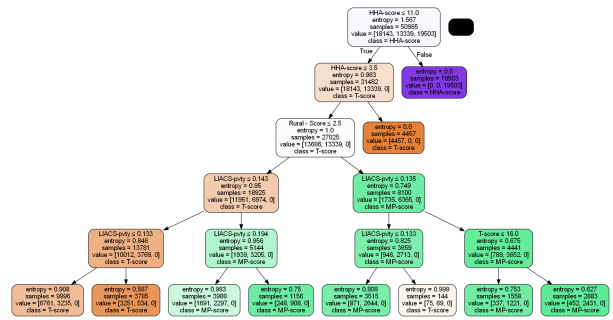 HHA-score ≤ 11.0
entropy = 1.567
samples = 50985
value = [18143, 13339, 19503]
class = HHA-score
True
False
HHA-score ≤ 3.5
entropy = 0.983
samples = 31482
value = [18143, 13339, 0]
class = T-score
entropy = 0.0
samples = 19503
value = [0, 0, 19503]
class = HHA-score
Rural - Score ≤ 2.5
entropy = 1.0
samples = 27025
value = [13686, 13339, 0]
class = T-score
entropy = 0.0
samples = 4457
value = [4457, 0, 0]
class = T-score
LIACS-pvty ≤ 0.143
entropy = 0.95
samples = 18925
value = [11951, 6974, 0]
class = T-score
LIACS-pvty ≤ 0.135
entropy = 0.749
samples = 8100
value = [1735, 6365, 0]
class = MP-score
LIACS-pvty ≤ 0.133
entropy = 0.846
samples = 13781
value = [10012, 3769, 0]
class = T-score
LIACS-pvty ≤ 0.194
entropy = 0.956
samples = 5144
value = [1939, 3205, 0]
class = MP-score
LIACS-pvty ≤ 0.133
entropy = 0.825
samples = 3659
value = [946, 2713, 0]
class = MP-score
T-score ≤ 16.0
entropy = 0.675
samples = 4441
value = [789, 3652, 0]
class = MP-score
entropy = 0.908
samples = 9996
value = [6761, 3235, 0]
class = T-score
entropy = 0.587
samples = 3785
value = [3251, 534, 0]
class = T-score
entropy = 0.983
samples = 3988
value = [1691, 2297, 0]
class = MP-score
entropy = 0.75
samples = 1156
value = [248, 908, 0]
class = MP-score
entropy = 0.808
samples = 3515
value = [871, 2644, 0]
class = MP-score
entropy = 0.999
samples = 144
value = [75, 69, 0]
class = T-score
entropy = 0.753
samples = 1558
value = [337, 1221, 0]
class = MP-score
entropy = 0.627
samples = 2883
value = [452, 2431, 0]
class = MP-score